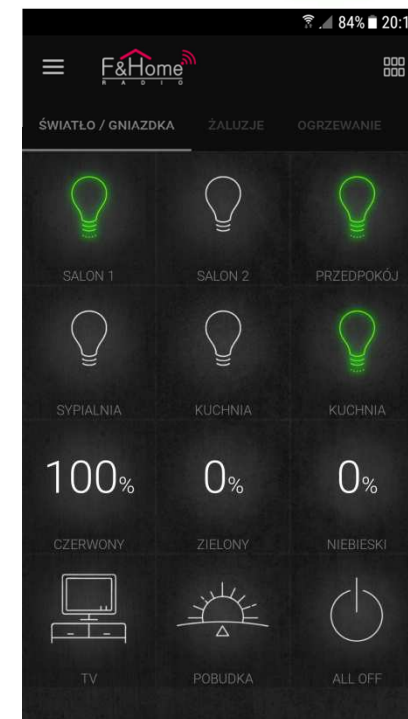 84% 20:1
F&Home
RADIO
ŚWIATŁO / GNIAZDKA ŻALUZJE OGRZEWANIE
SALON 1 SALON 2 PRZEDPOKÓJ
SYPIALNIA KUCHNIA KUCHNIA
100% 0% 0%
CZERWONY ZIELONY NIEBIESKI
TV POBUDKA ALL OFF